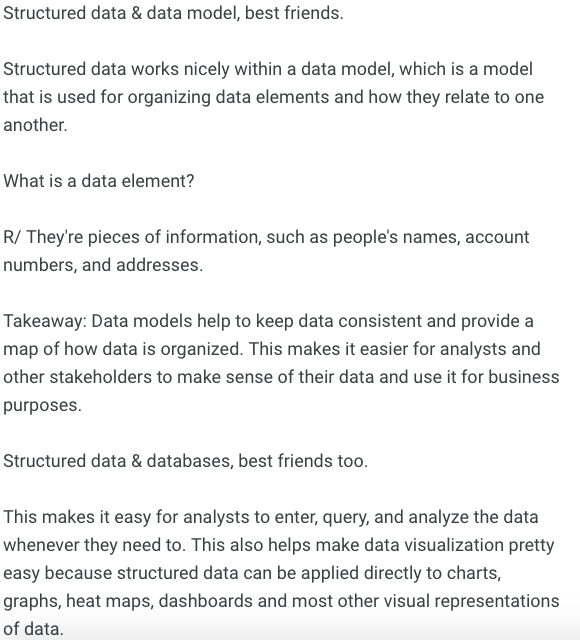 Structured data & data model, best friends.
Structured data works nicely within a data model, which is a model
that is used for organizing data elements and how they relate to one
another.
What is a data element?
R/ They're pieces of information, such as people's names, account
numbers, and addresses.
Takeaway: Data models help to keep data consistent and provide a
map of how data is organized. This makes it easier for analysts and
other stakeholders to make sense of their data and use it for business
purposes.
Structured data & databases, best friends too.
This makes it easy for analysts to enter, query, and analyze the data
whenever they need to. This also helps make data visualization pretty
easy because structured data can be applied directly to charts,
graphs, heat maps, dashboards and most other visual representations
of data.